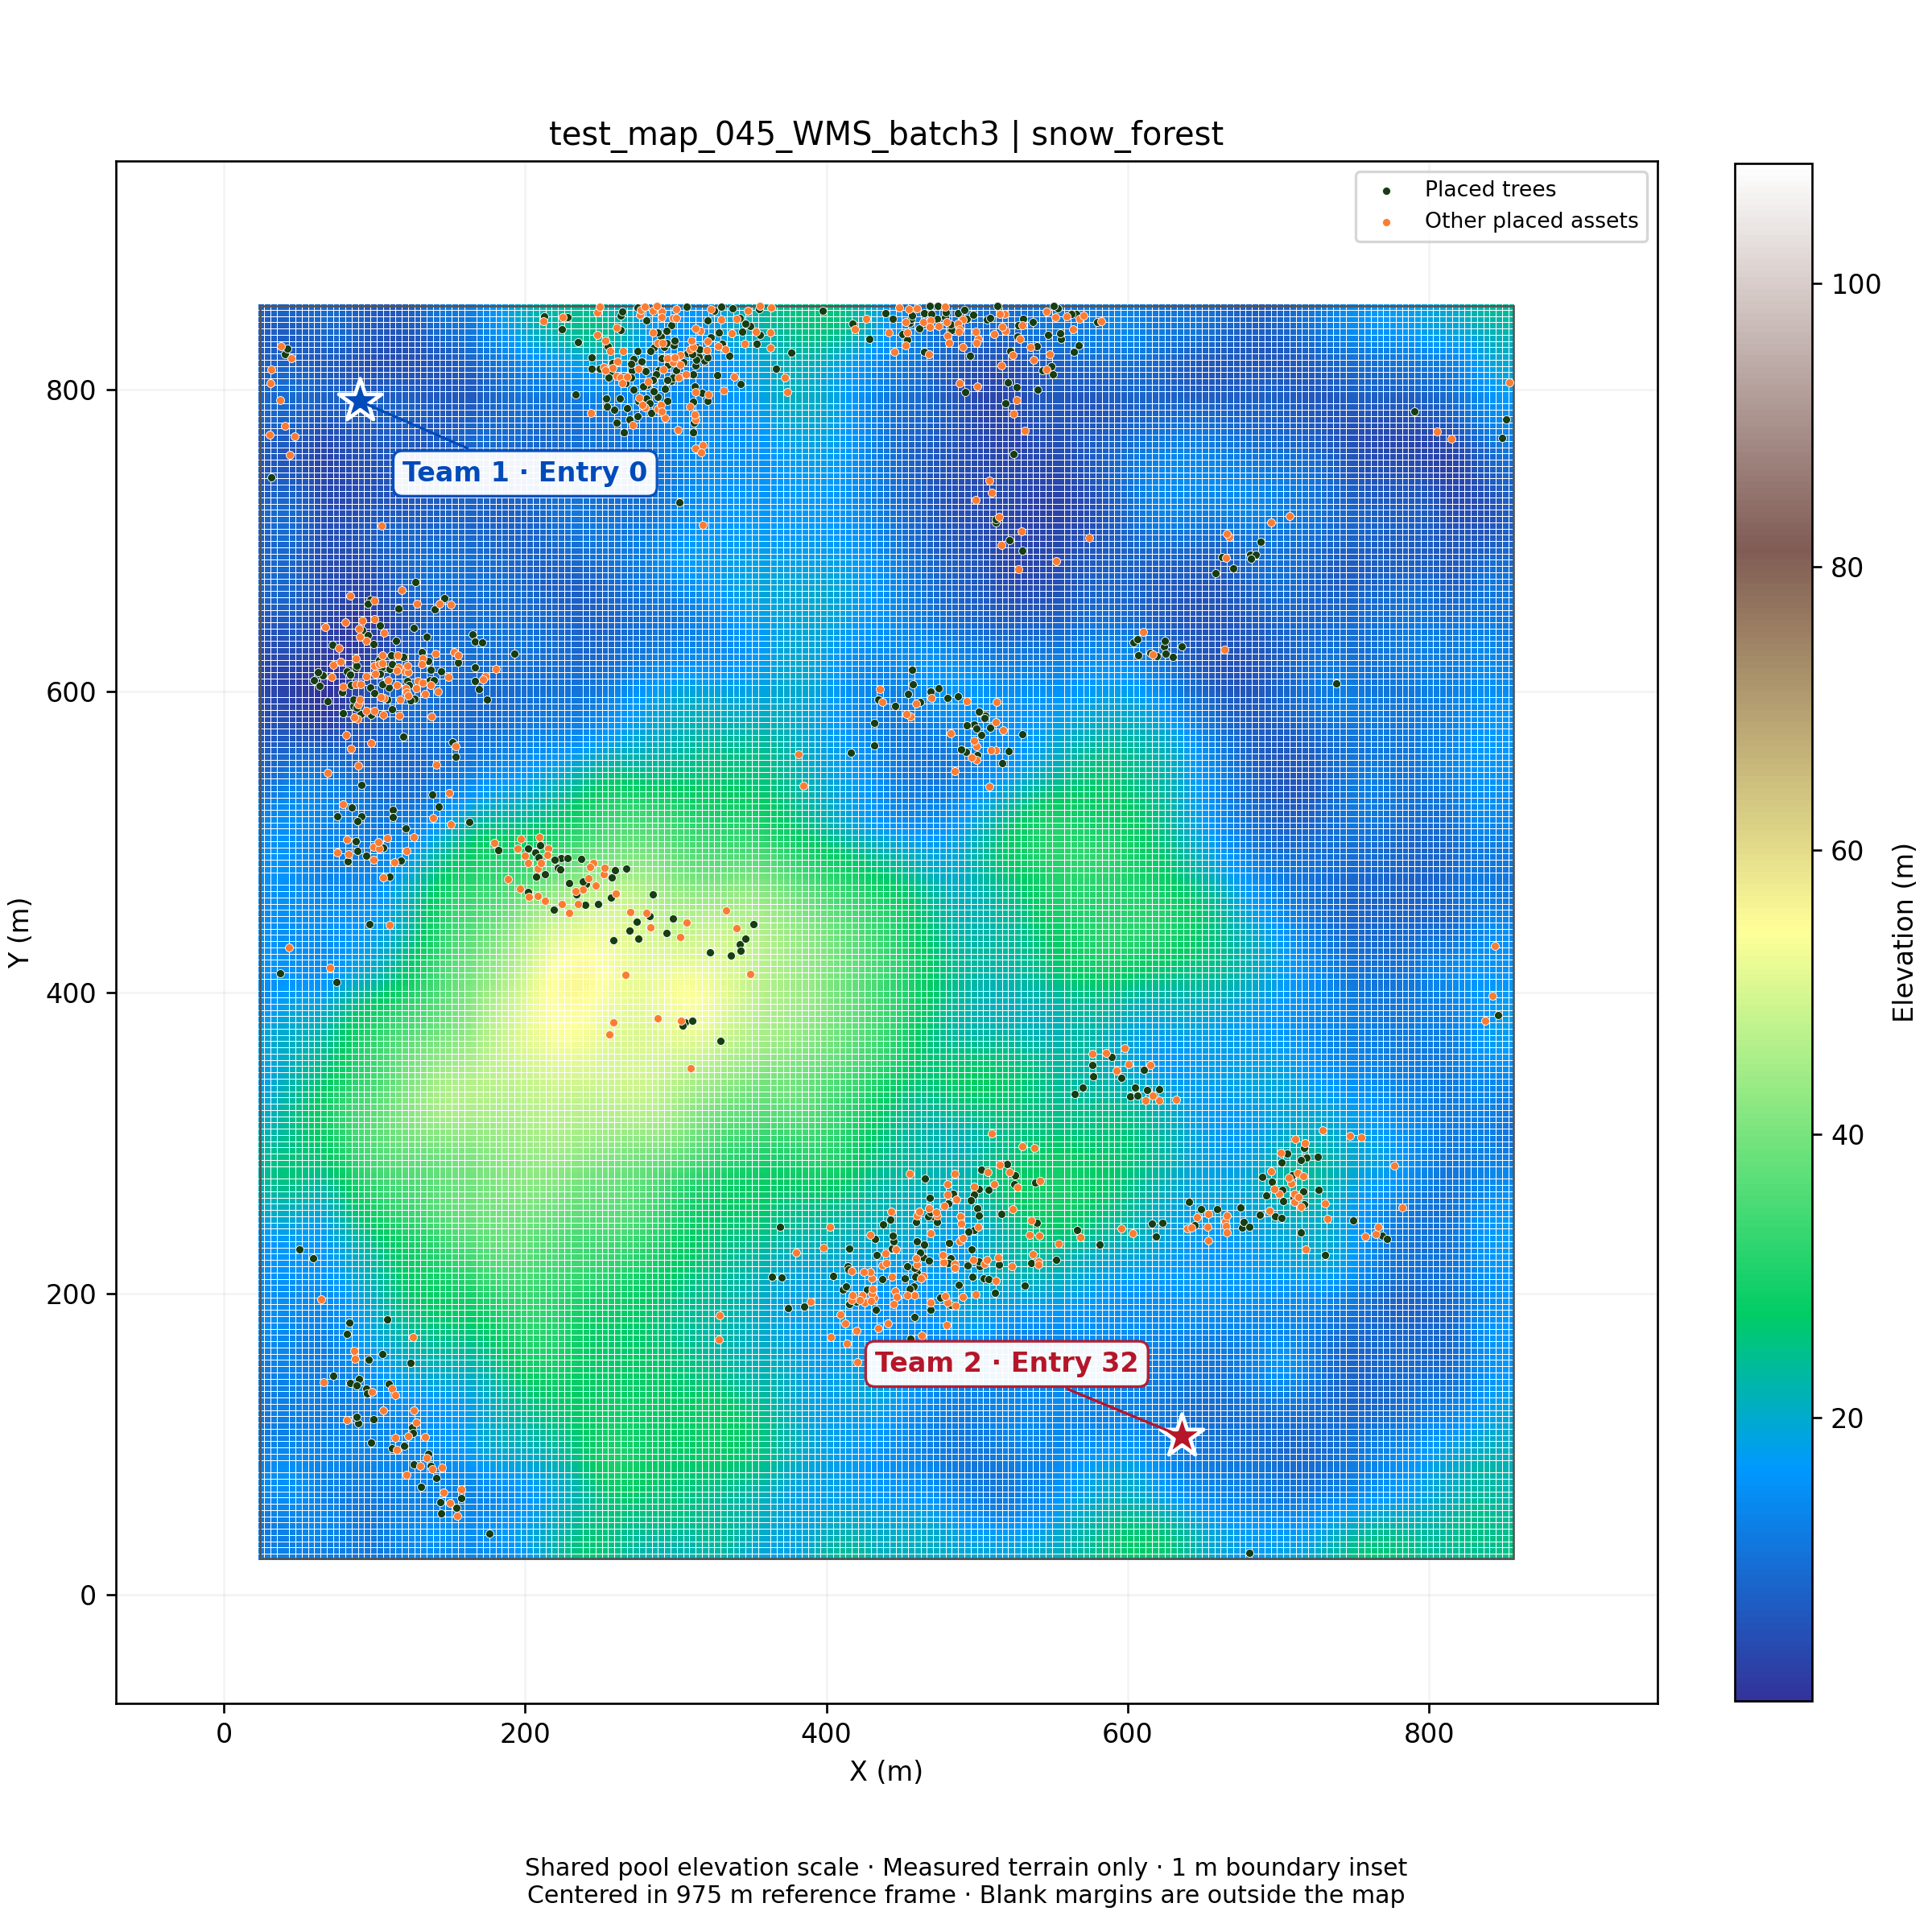 test_map_045_WMS_batch3 | snow_forest
Placed trees
Other placed assets
Team 1 · Entry 0
Team 2 · Entry 32
800
600
400
200
0
Y (m)
0
200
400
600
800
X (m)
100
80
60
40
20
Elevation (m)
Shared pool elevation scale · Measured terrain only · 1 m boundary inset
Centered in 975 m reference frame · Blank margins are outside the map